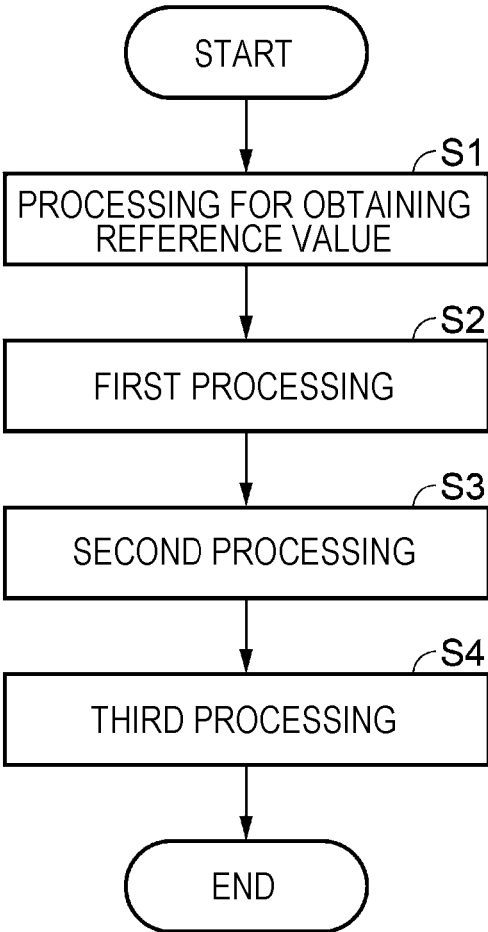 START
S1
PROCESSING FOR OBTAINING
REFERENCE VALUE
S2
FIRST PROCESSING
S3
SECOND PROCESSING
S4
THIRD PROCESSING
END